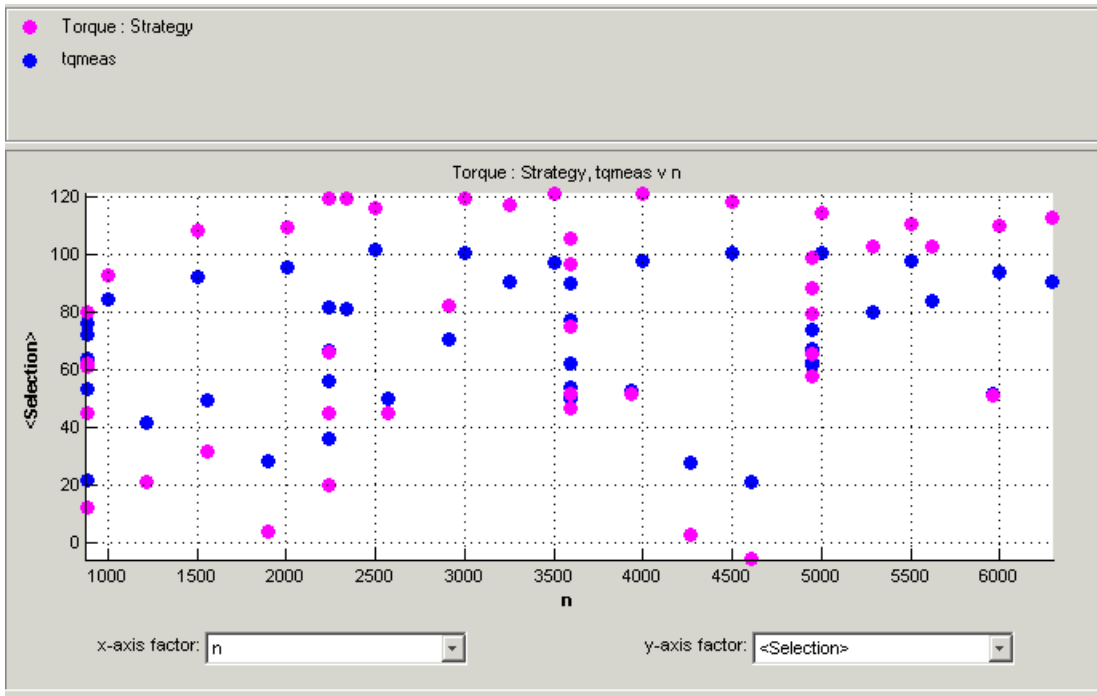 Torque : Strategy
tqmeas
Torque : Strategy, tqmeas v n
<Selection>
120
100
80
60
40
20
0
1000 1500 2000 2500 3000 3500 4000 4500 5000 5500 6000
n
x-axis factor: n y-axis factor: <Selection>